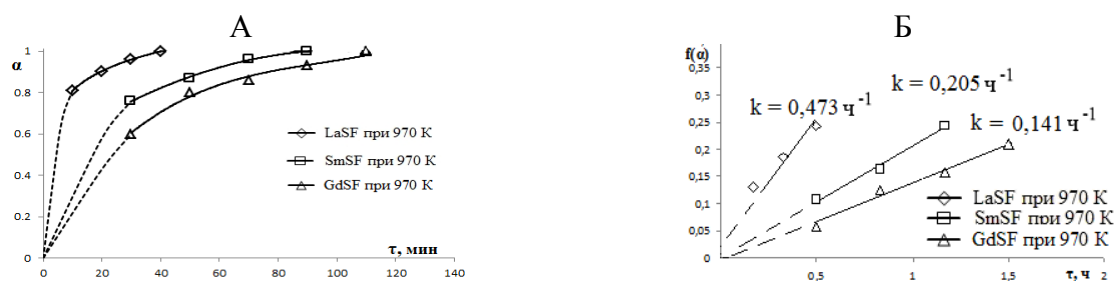 А
α
1
0.8
0.6
0.4
0.2
0
0
20
40
60
80
100
120
140
τ, мин
LaSF при 970 К
SmSF при 970 К
GdSF при 970 К
Б
f(ά)
0,35
0,3
0,25
0,2
0,15
0,1
0,05
0
0,5
1
1,5
2
τ, ч
k = 0,473 ч⁻¹
k = 0,205 ч⁻¹
k = 0,141 ч⁻¹
LaSF при 970 К
SmSF при 970 К
GdSF при 970 К